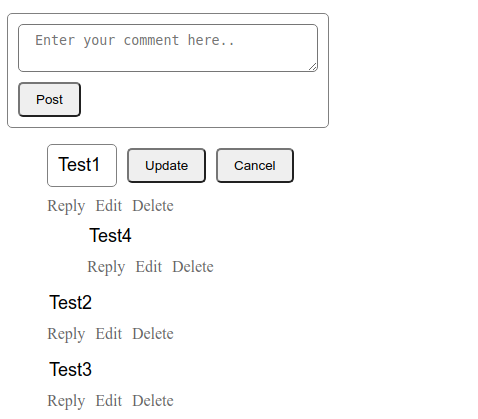 Enter your comment here..
Post
Test1 Update Cancel
Reply Edit Delete
Test4
Reply Edit Delete
Test2
Reply Edit Delete
Test3
Reply Edit Delete